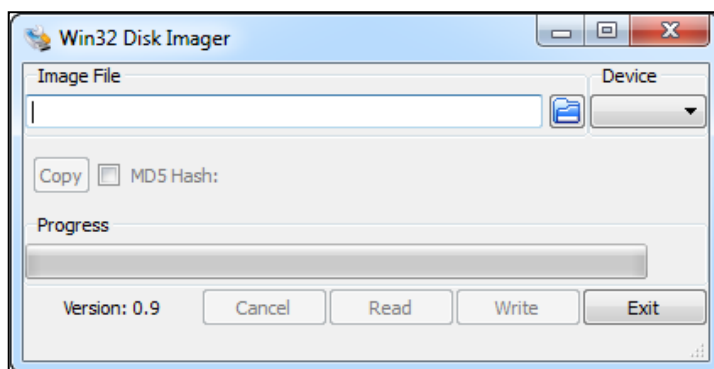 Win32 Disk Imager
Image File Device
Copy MD5 Hash:
Progress
Version: 0.9 Cancel Read Write Exit